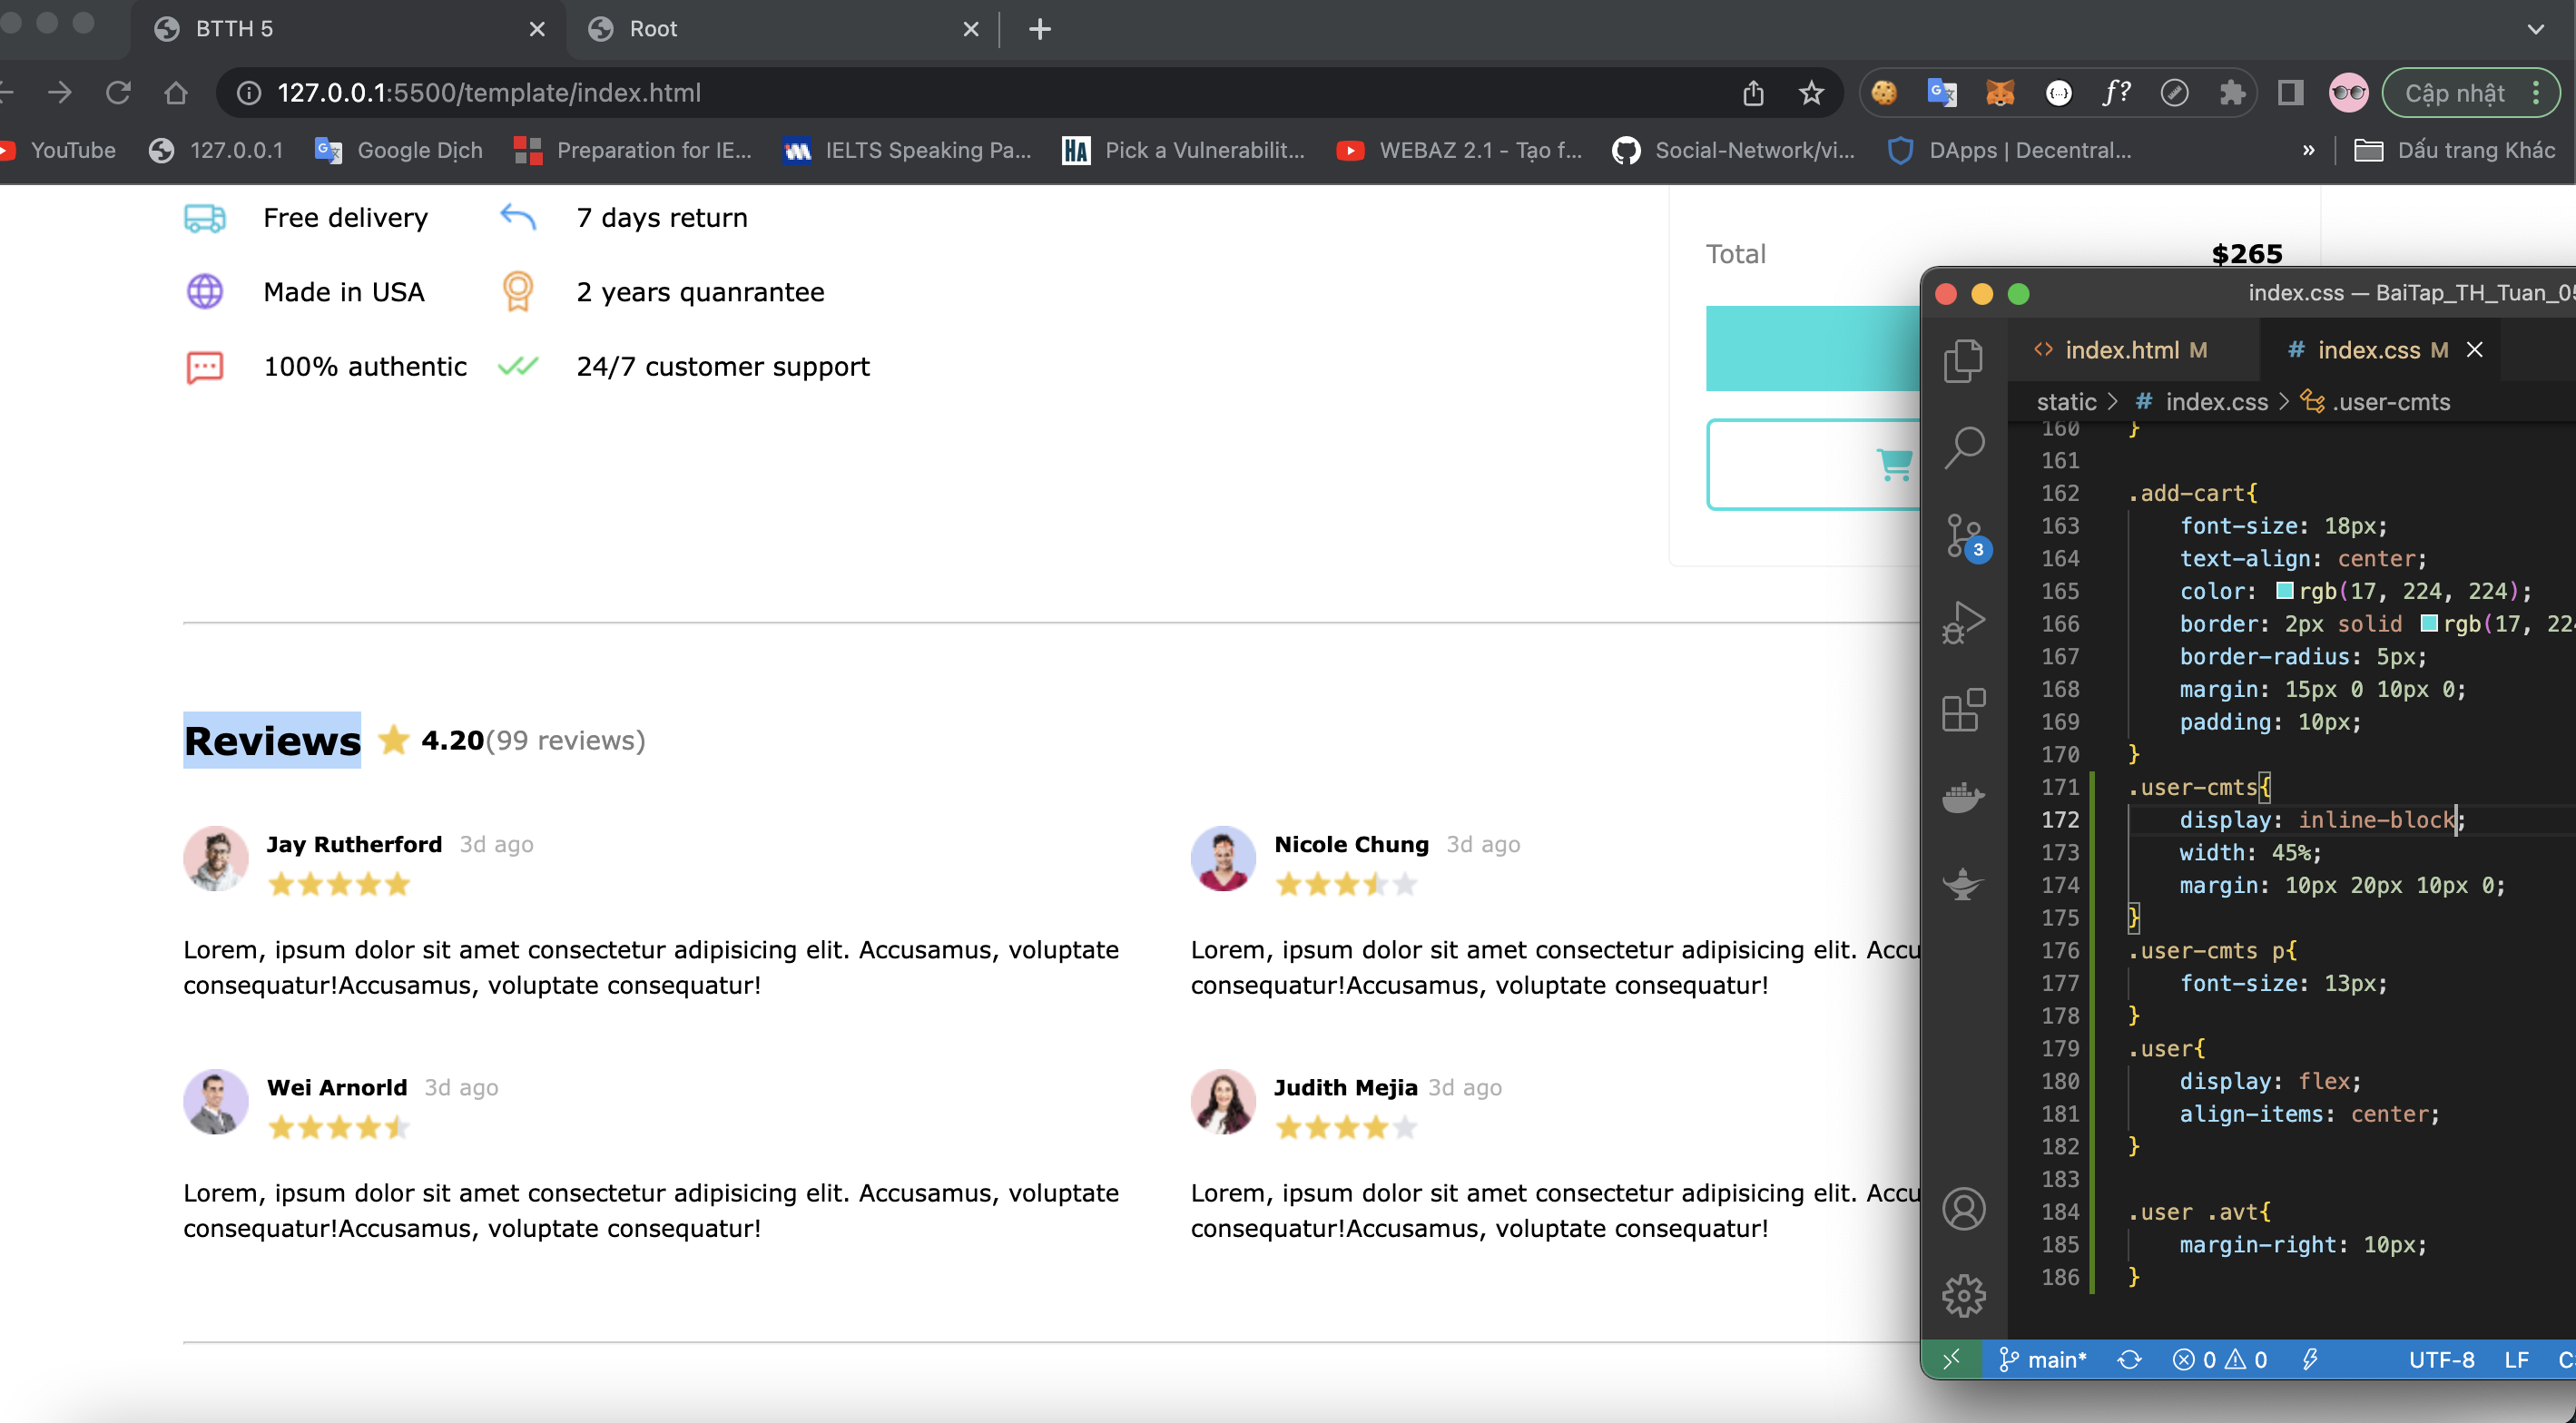 BTTH 5
Root
127.0.0.1:5500/template/index.html
Cập nhật
YouTube
127.0.0.1
Google Dịch
Preparation for IE...
IELTS Speaking Pa...
HA Pick a Vulnerabilit...
WEBAZ 2.1 - Tạo f...
Social-Network/vi...
DApps | Decentral...
»
Dấu trang Khác
Free delivery
7 days return
Made in USA
2 years quanrantee
100% authentic
24/7 customer support
Total
$265
Reviews 4.20(99 reviews)
Jay Rutherford 3d ago
Lorem, ipsum dolor sit amet consectetur adipisicing elit. Accusamus, voluptate
consequatur!Accusamus, voluptate consequatur!
Nicole Chung 3d ago
Lorem, ipsum dolor sit amet consectetur adipisicing elit. Accu
consequatur!Accusamus, voluptate consequatur!
Wei Arnorld 3d ago
Lorem, ipsum dolor sit amet consectetur adipisicing elit. Accusamus, voluptate
consequatur!Accusamus, voluptate consequatur!
Judith Mejia 3d ago
Lorem, ipsum dolor sit amet consectetur adipisicing elit. Accu
consequatur!Accusamus, voluptate consequatur!
index.css — BaiTap_TH_Tuan_05
<> index.html M
# index.css M
static > # index.css > .user-cmts
3
160 }
161
162 .add-cart{
163 font-size: 18px;
164 text-align: center;
165 color: rgb(17, 224, 224);
166 border: 2px solid rgb(17, 224
167 border-radius: 5px;
168 margin: 15px 0 10px 0;
169 padding: 10px;
170 }
171 .user-cmts{
172 display: inline-block;
173 width: 45%;
174 margin: 10px 20px 10px 0;
175 }
176 .user-cmts p{
177 font-size: 13px;
178 }
179 .user{
180 display: flex;
181 align-items: center;
182 }
183
184 .user .avt{
185 margin-right: 10px;
186 }
main* 0 0 UTF-8 LF C